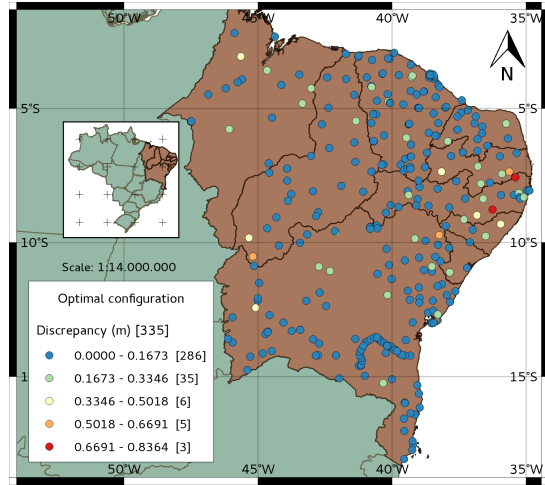 50°W 45°W 40°W 35°W
N
5°S 5°S
10°S 10°S
Scale: 1:14.000.000
Optimal configuration
Discrepancy (m) [335]
0.0000 - 0.1673 [286]
0.1673 - 0.3346 [35]
0.3346 - 0.5018 [6]
0.5018 - 0.6691 [5]
0.6691 - 0.8364 [3]
1 15°S
50°W 45°W 40°W 35°W